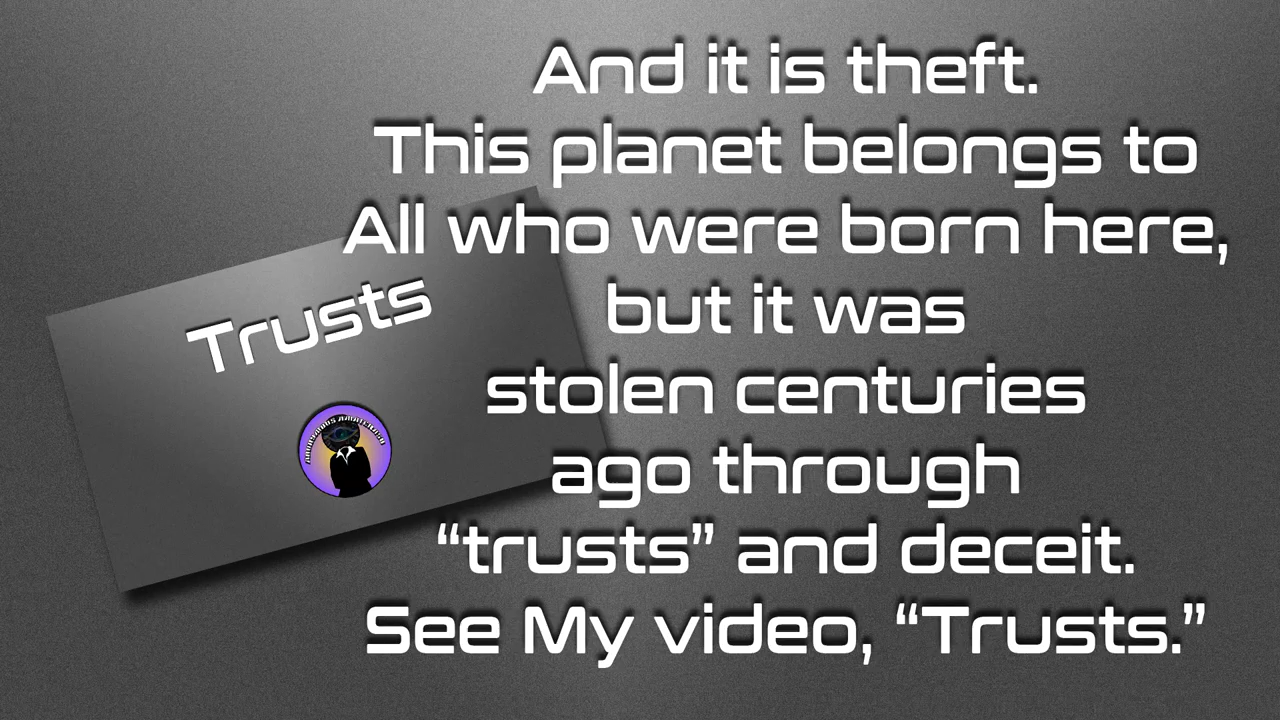 And it is theft.
This planet belongs to
All who were born here,
but it was
stolen centuries
ago through
“trusts” and deceit.
See My video, “Trusts.”
Trusts